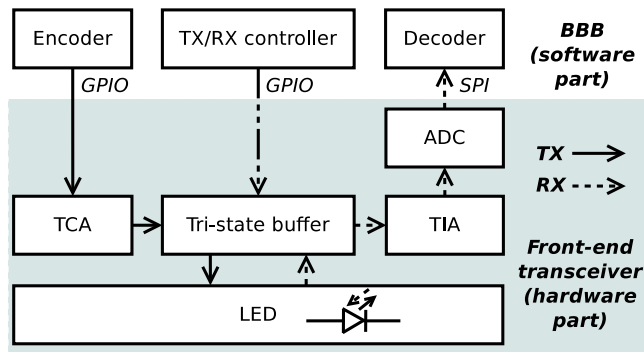 Encoder
TX/RX controller
Decoder
BBB
(software
part)
GPIO
GPIO
SPI
ADC
TX
RX
TCA
Tri-state buffer
TIA
Front-end
transceiver
(hardware
part)
LED